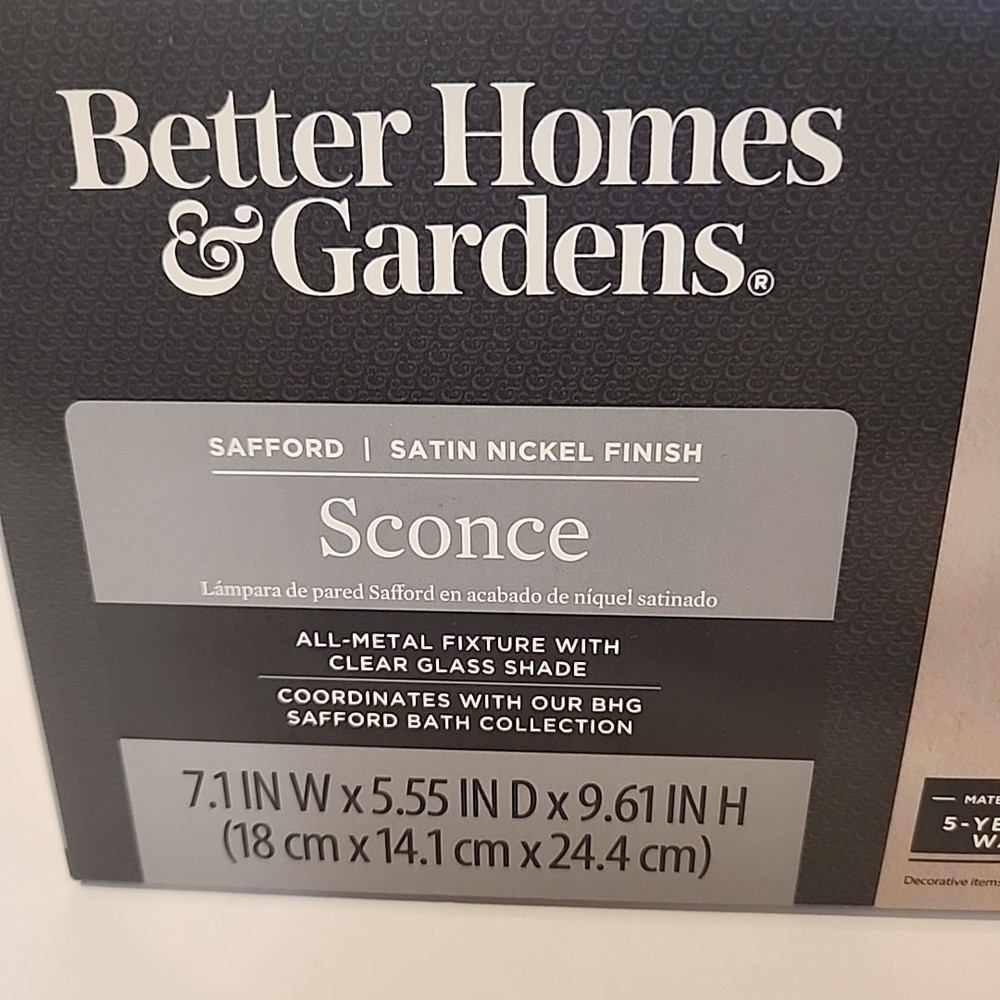 Better Homes
& Gardens®
SAFFORD | SATIN NICKEL FINISH
Sconce
Lámpara de pared Safford en acabado de níquel satinado
ALL-METAL FIXTURE WITH
CLEAR GLASS SHADE
COORDINATES WITH OUR BHG
SAFFORD BATH COLLECTION
7.1 IN W x 5.55 IN D x 9.61 IN H
(18 cm x 14.1 cm x 24.4 cm)
Decorative items